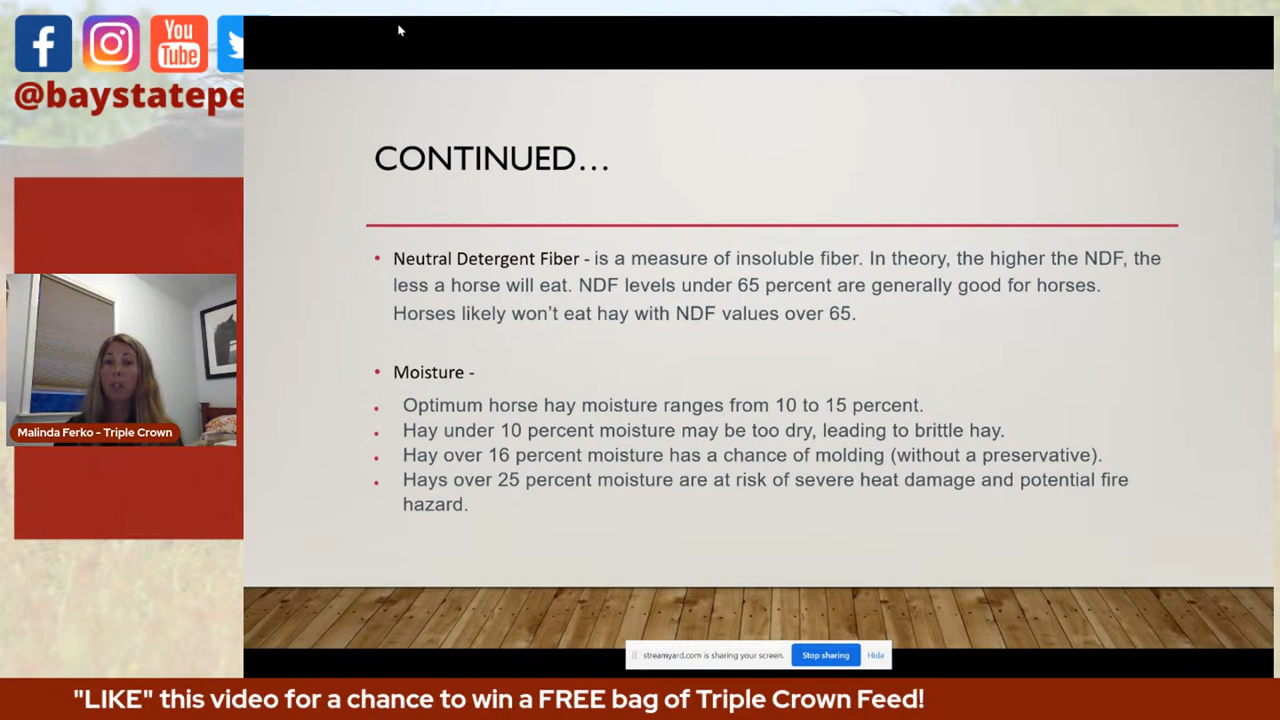 You
Tube
@baystatepe
CONTINUED...
• Neutral Detergent Fiber - is a measure of insoluble fiber. In theory, the higher the NDF, the
less a horse will eat. NDF levels under 65 percent are generally good for horses.
Horses likely won't eat hay with NDF values over 65.
• Moisture -
• Optimum horse hay moisture ranges from 10 to 15 percent.
• Hay under 10 percent moisture may be too dry, leading to brittle hay.
• Hay over 16 percent moisture has a chance of molding (without a preservative).
• Hays over 25 percent moisture are at risk of severe heat damage and potential fire
hazard.
Malinda Ferko - Triple Crown
streamyard.com is sharing your screen. Stop sharing Hide
"LIKE" this video for a chance to win a FREE bag of Triple Crown Feed!